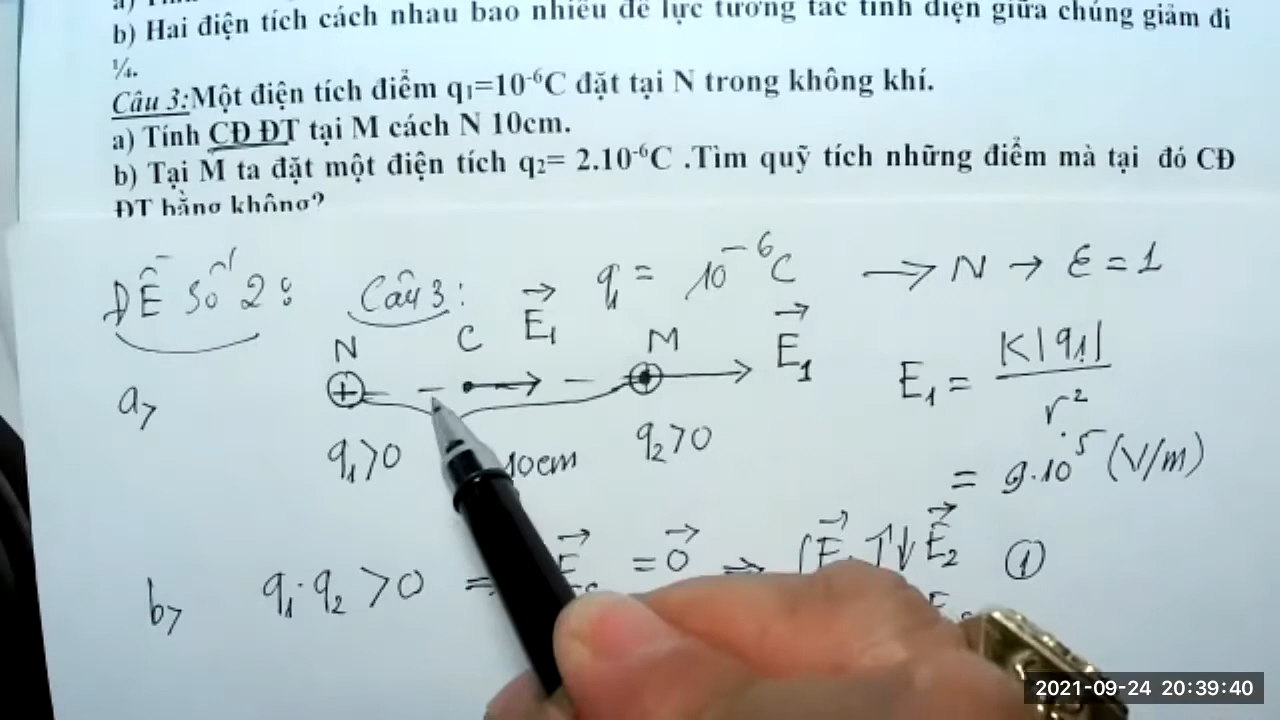 b) Hai điện tích cách nhau bao nhiêu để lực tương tác tĩnh điện giữa chúng giảm đi
¼.
Câu 3:Một điện tích điểm q₁=10⁻⁶C đặt tại N trong không khí.
a) Tính CĐ ĐT tại M cách N 10cm.
b) Tại M ta đặt một điện tích q₂= 2.10⁻⁶C .Tìm quỹ tích những điểm mà tại đó CĐ
ĐT bằng không?
ĐỀ Số 2: Câu 3: q₁ = 10⁻⁶C → N → ε = 1
N C E₁ M E₁
a, + E₁ = K|q₁| / r²
q₁>0 10cm q₂>0 = 9.10⁵ (V/m)
b, q₁.q₂ >0 = 0 ⇒ E ↑↓ E₂ ①
2021-09-24 20:39:40